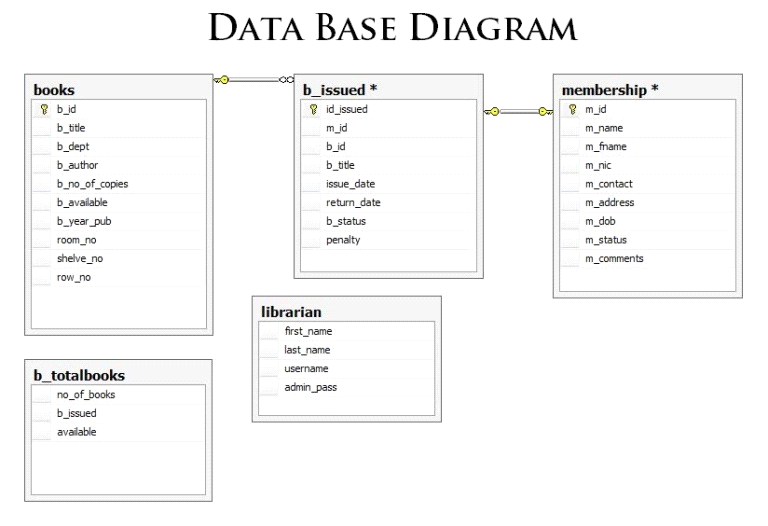 DATA BASE DIAGRAM
books
b_id
b_title
b_dept
b_author
b_no_of_copies
b_available
b_year_pub
room_no
shelve_no
row_no
b_issued *
id_issued
m_id
b_id
b_title
issue_date
return_date
b_status
penalty
membership *
m_id
m_name
m_fname
m_nic
m_contact
m_address
m_dob
m_status
m_comments
librarian
first_name
last_name
username
admin_pass
b_totalbooks
no_of_books
b_issued
available